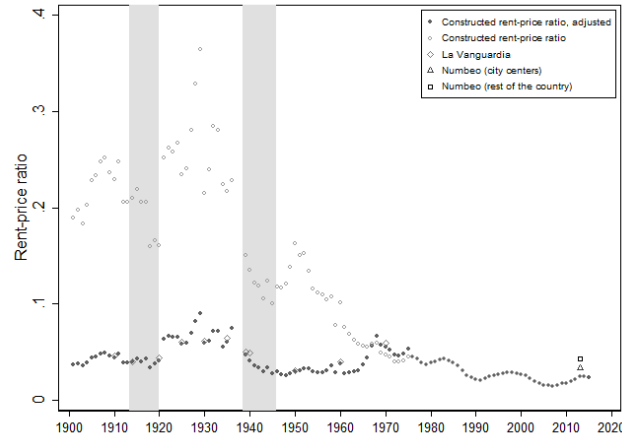 .4
.3
.2
.1
0
Rent-price ratio
Constructed rent-price ratio, adjusted
Constructed rent-price ratio
La Vanguardia
Numbeo (city centers)
Numbeo (rest of the country)
1900 1910 1920 1930 1940 1950 1960 1970 1980 1990 2000 2010 2020